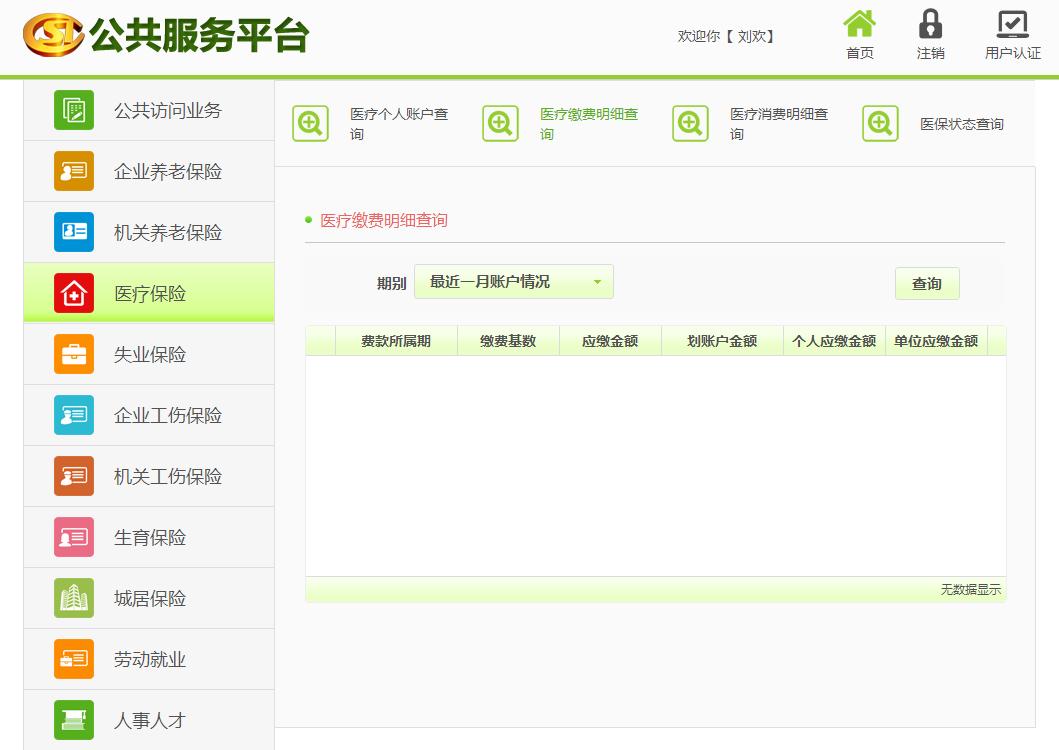 CSI 公共服务平台
欢迎你【 刘欢】
首页
注销
用户认证
公共访问业务
企业养老保险
机关养老保险
医疗保险
失业保险
企业工伤保险
机关工伤保险
生育保险
城居保险
劳动就业
人事人才
医疗个人账户查
询
医疗缴费明细查
询
医疗消费明细查
询
医保状态查询
医疗缴费明细查询
期别 最近一月账户情况 查询
费款所属期 缴费基数 应缴金额 划账户金额 个人应缴金额 单位应缴金额
无数据显示